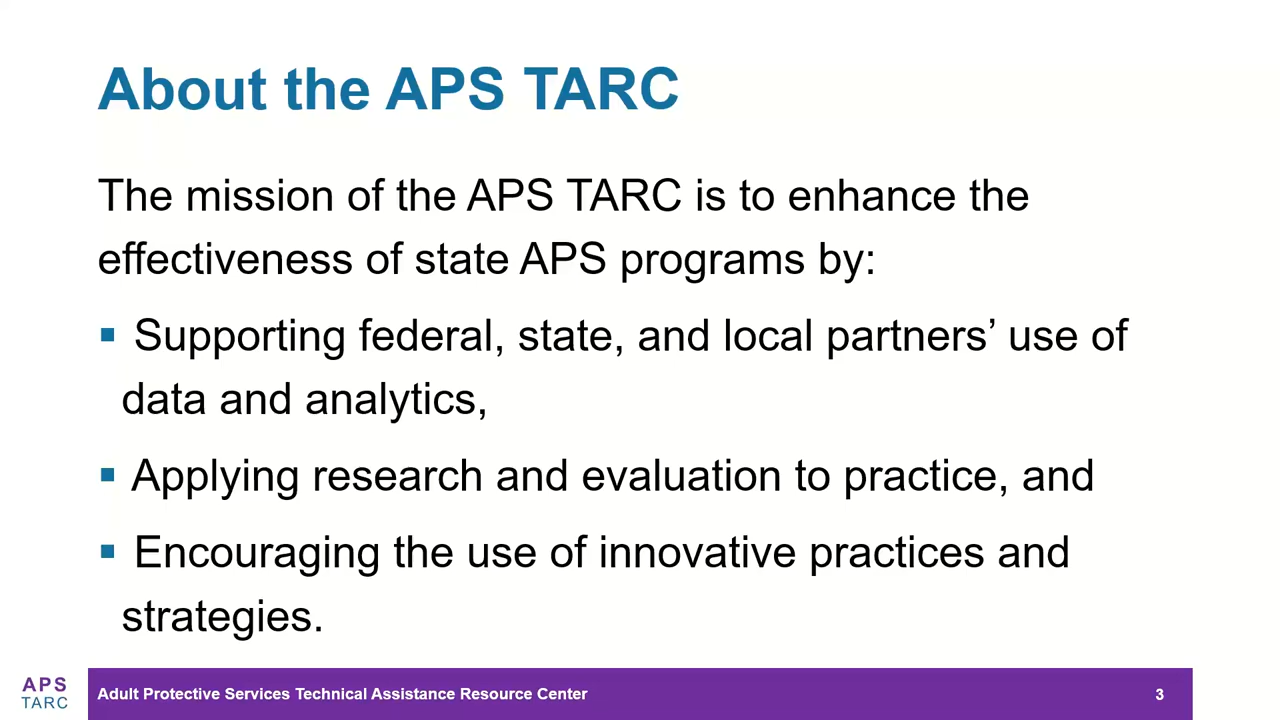 About the APS TARC
The mission of the APS TARC is to enhance the
effectiveness of state APS programs by:
▪ Supporting federal, state, and local partners’ use of
data and analytics,
▪ Applying research and evaluation to practice, and
▪ Encouraging the use of innovative practices and
strategies.
APS
TARC
Adult Protective Services Technical Assistance Resource Center
3